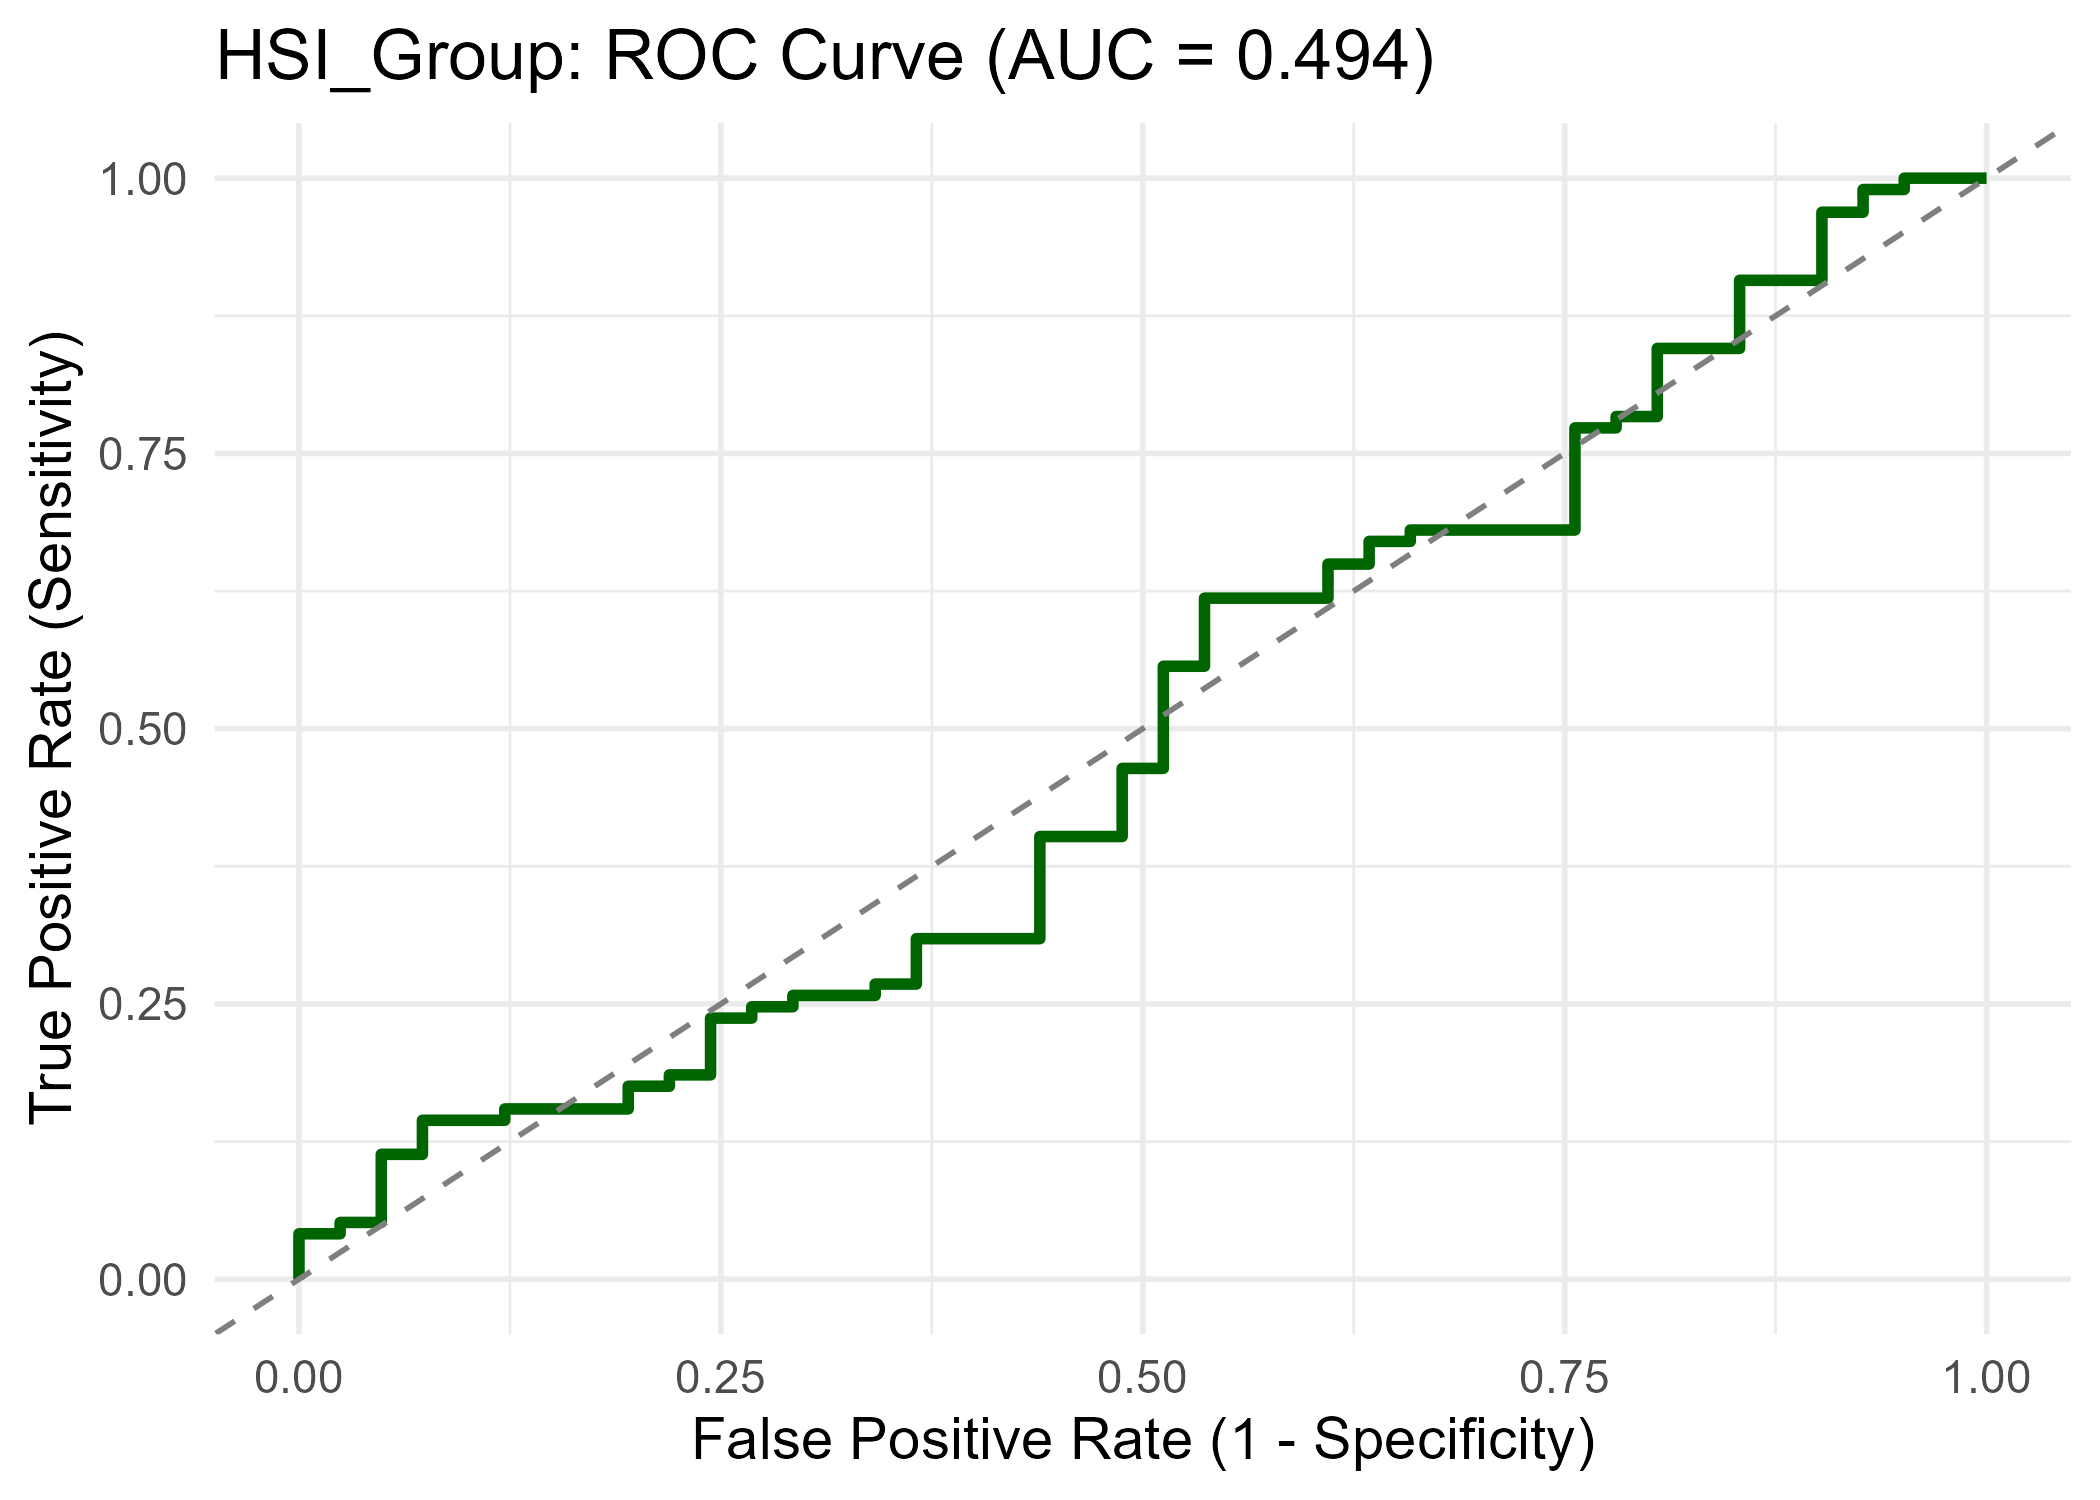 HSI_Group: ROC Curve (AUC = 0.494)
True Positive Rate (Sensitivity)
1.00
0.75
0.50
0.25
0.00
0.00 0.25 0.50 0.75 1.00
False Positive Rate (1 - Specificity)